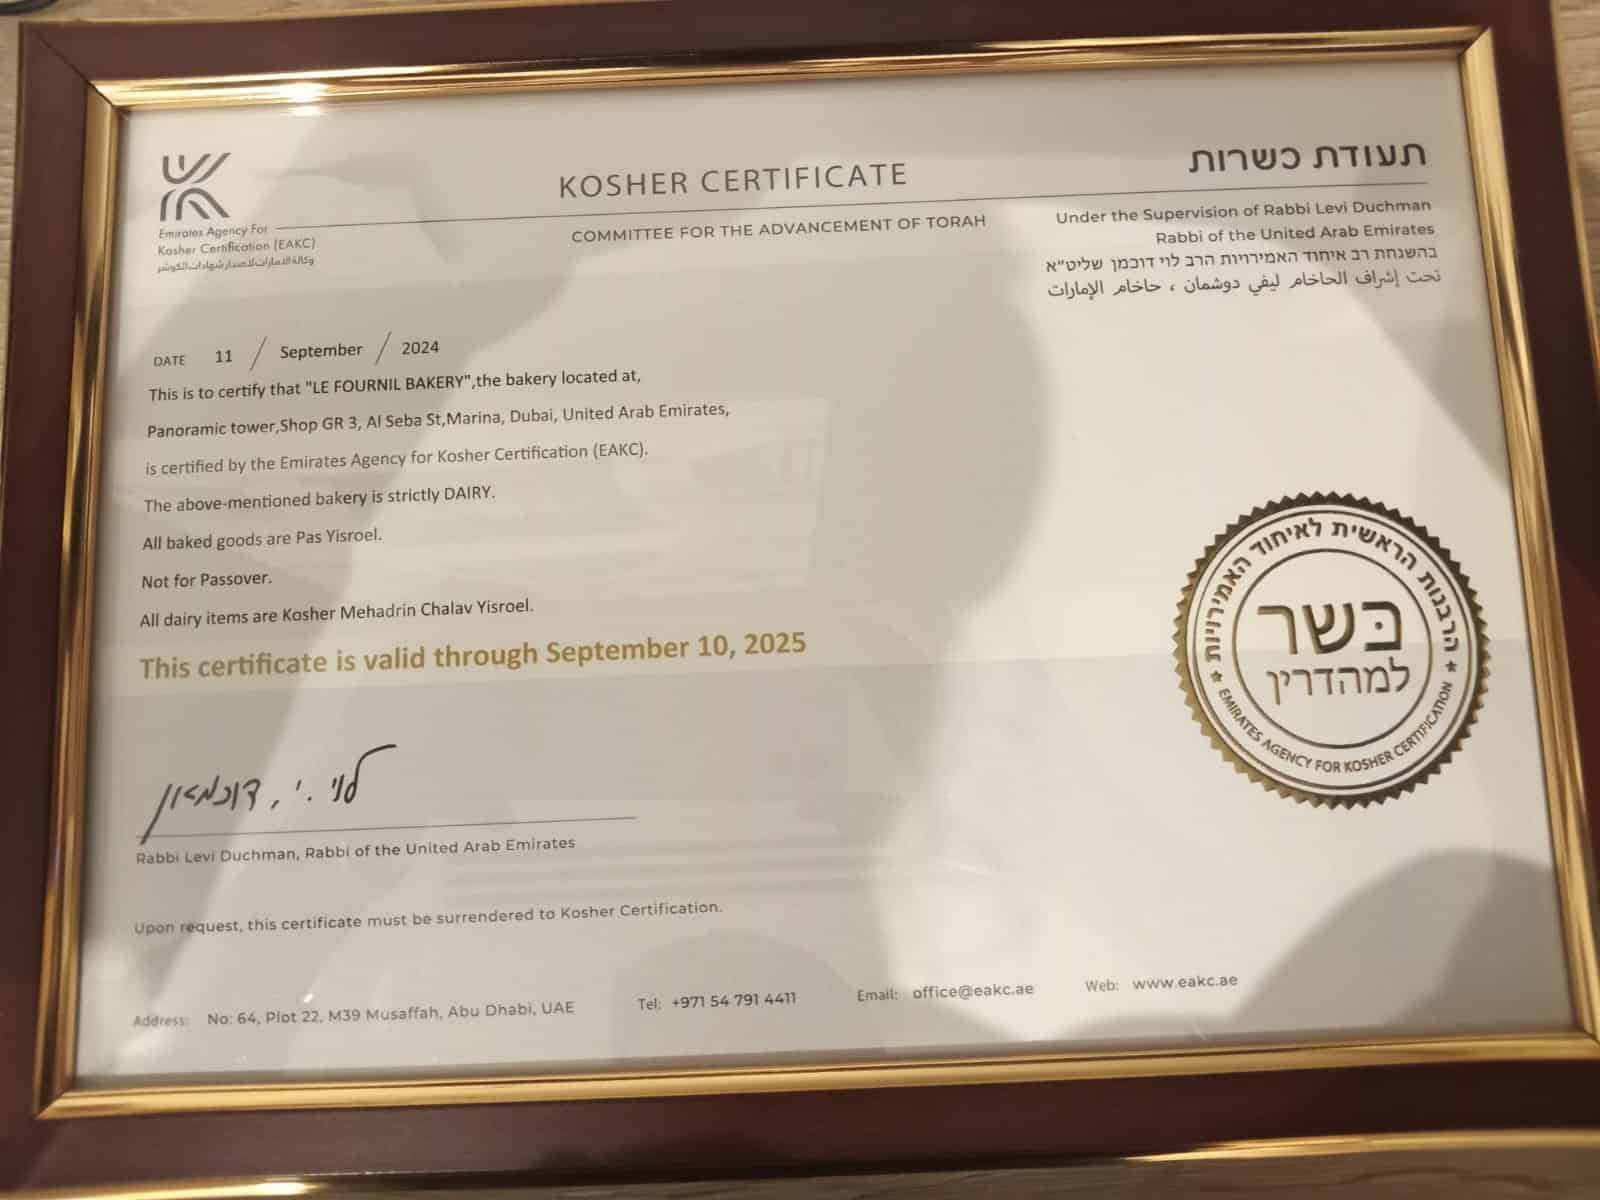 Emirates Agency For
Kosher Certification (EAKC)
وكالة الامارات لاصدار شهادات الكوشر
KOSHER CERTIFICATE
COMMITTEE FOR THE ADVANCEMENT OF TORAH
תעודת כשרות
Under the Supervision of Rabbi Levi Duchman
Rabbi of the United Arab Emirates
בהשגחת רב איחוד האמירויות הרב לוי דוכמן שליט"א
تحت إشراف الحاخام ليفي دوشمان ، حاخام الإمارات
DATE 11 / September / 2024
This is to certify that "LE FOURNIL BAKERY",the bakery located at,
Panoramic tower,Shop GR 3, Al Seba St,Marina, Dubai, United Arab Emirates,
is certified by the Emirates Agency for Kosher Certification (EAKC).
The above-mentioned bakery is strictly DAIRY.
All baked goods are Pas Yisroel.
Not for Passover.
All dairy items are Kosher Mehadrin Chalav Yisroel.
This certificate is valid through September 10, 2025
הרבנות הראשית לאיחוד האמירויות
כּשר
למהדרין
EMIRATES AGENCY FOR KOSHER CERTIFICATION
לוי .י. דוכמאן
Rabbi Levi Duchman, Rabbi of the United Arab Emirates
Upon request, this certificate must be surrendered to Kosher Certification.
Address: No: 64, Plot 22, M39 Musaffah, Abu Dhabi, UAE Tel: +971 54 791 4411 Email: office@eakc.ae Web: www.eakc.ae